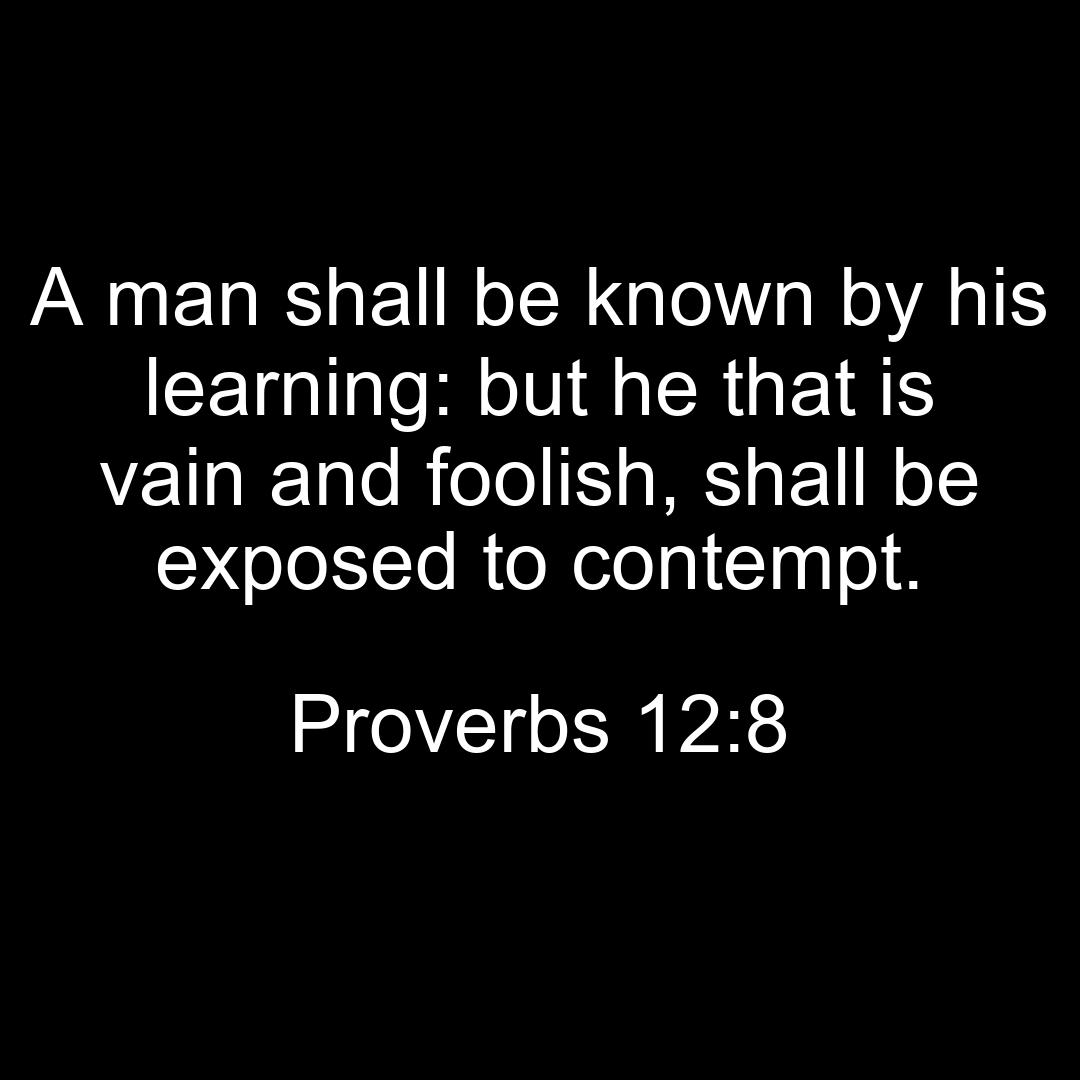 A man shall be known by his
learning: but he that is
vain and foolish, shall be
exposed to contempt.
Proverbs 12:8